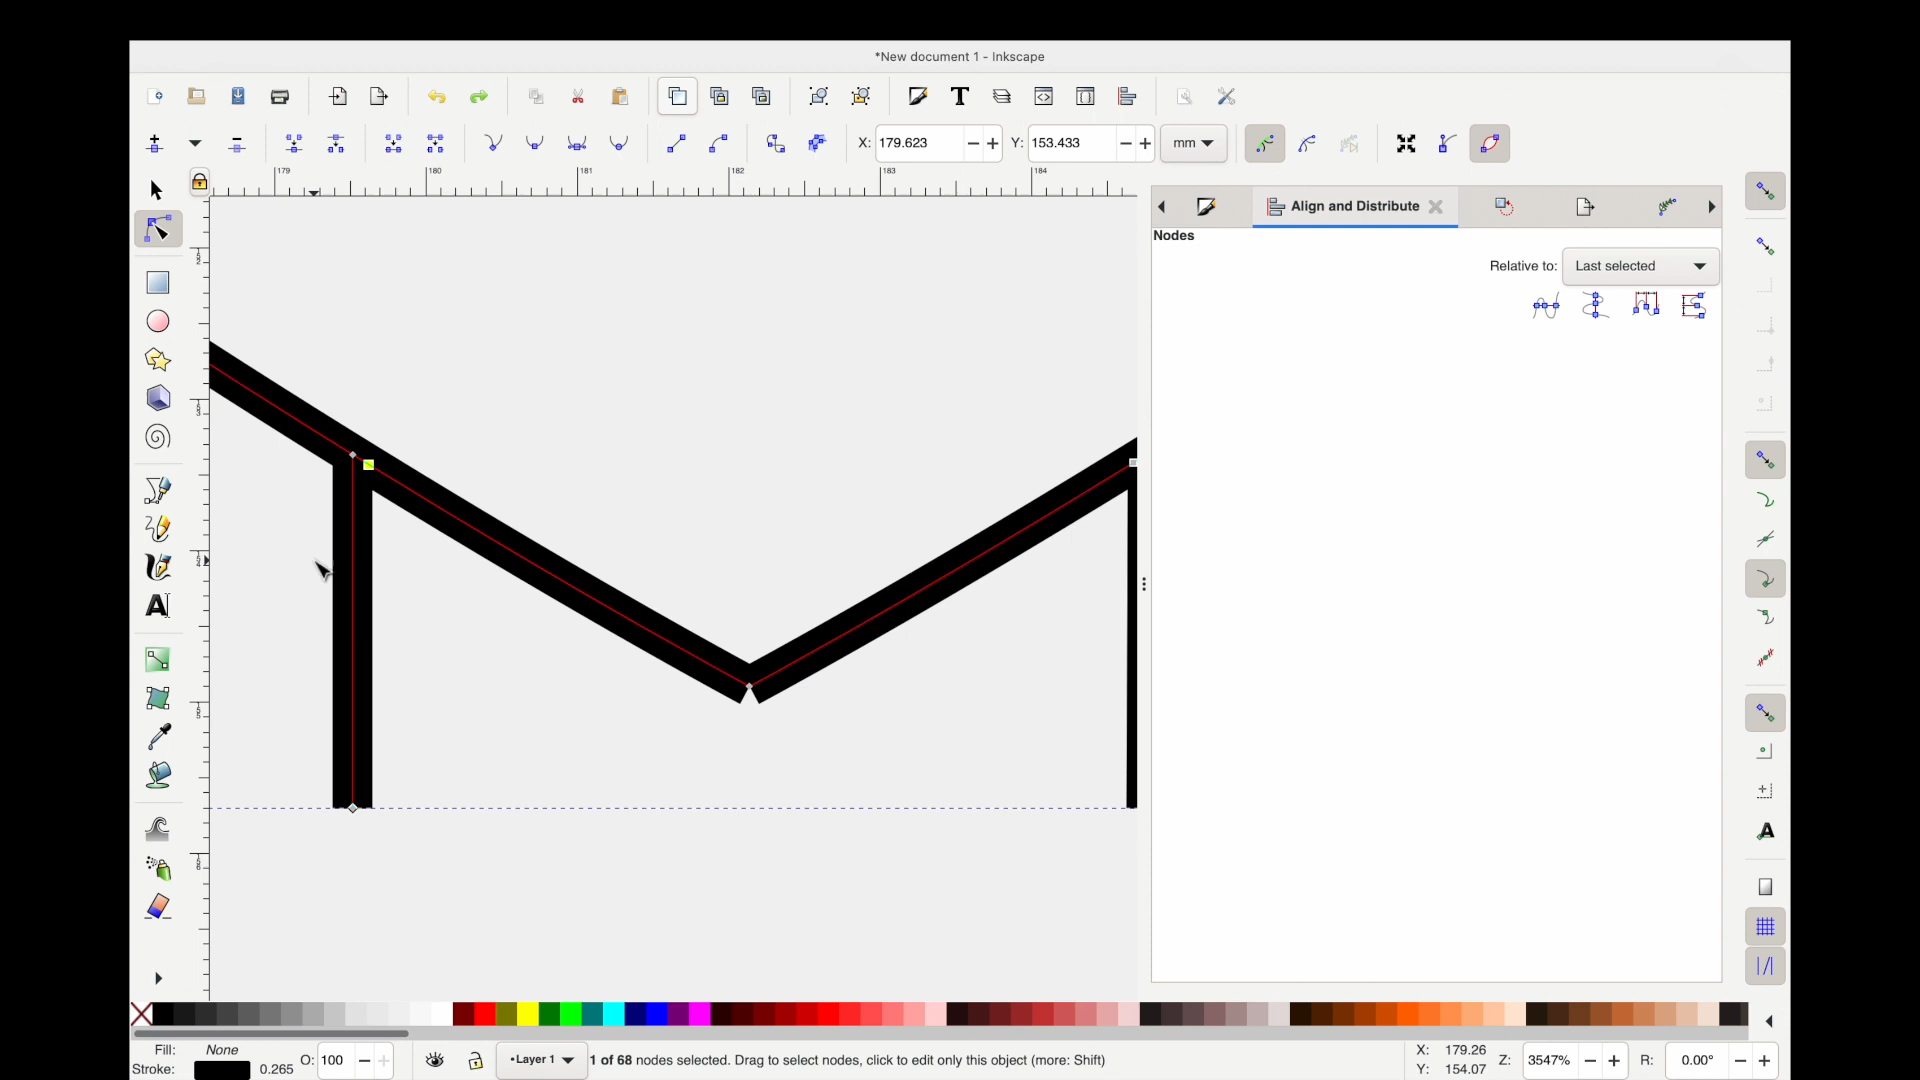 *New document 1 - Inkscape
X: 179.623 Y: 153.433 mm
179 180 181 182 183 184
Align and Distribute
Nodes
Relative to: Last selected
Fill: None
Stroke: 0.265 O: 100
•Layer 1
1 of 68 nodes selected. Drag to select nodes, click to edit only this object (more: Shift)
X: 179.26
Y: 154.07
Z: 3547% R: 0.00°